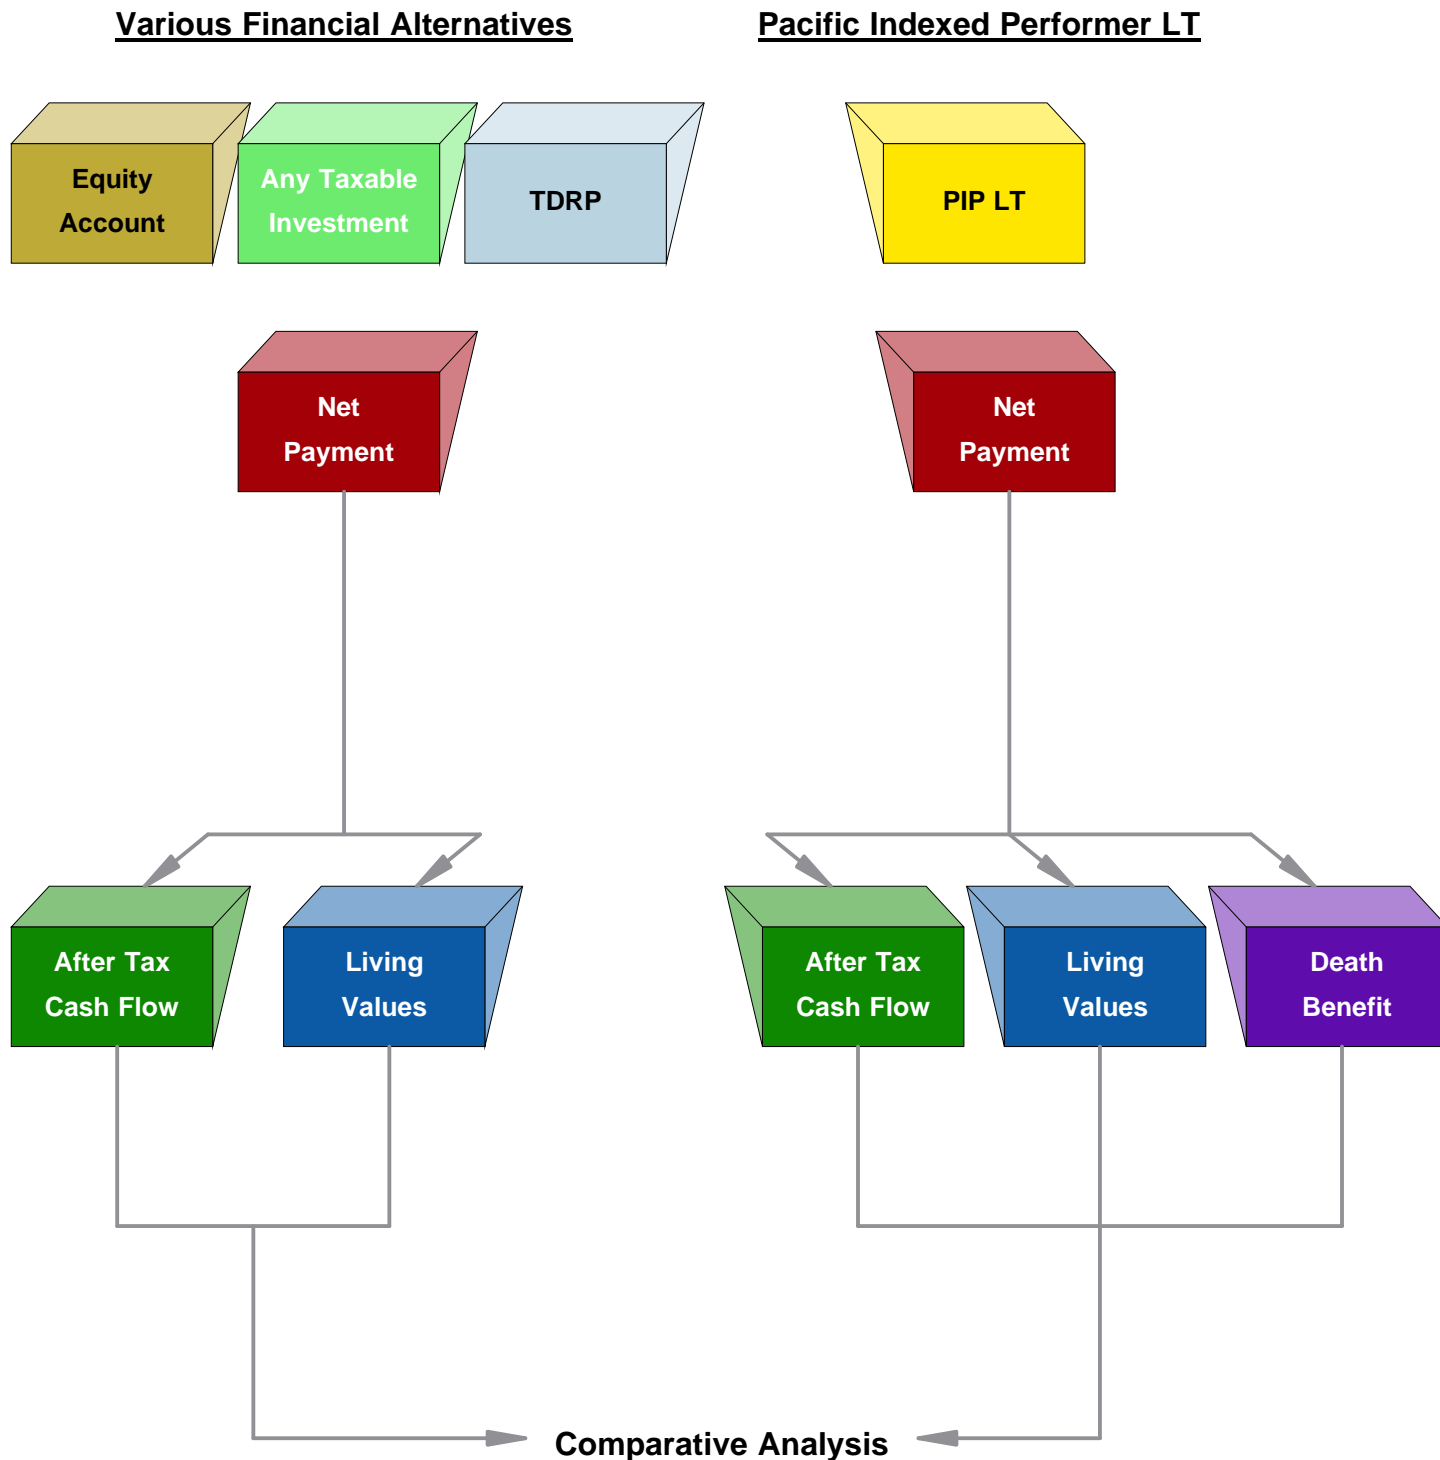 Various Financial Alternatives
Pacific Indexed Performer LT
Equity
Account
Any Taxable
Investment
TDRP
PIP LT
Net
Payment
Net
Payment
After Tax
Cash Flow
Living
Values
After Tax
Cash Flow
Living
Values
Death
Benefit
Comparative Analysis